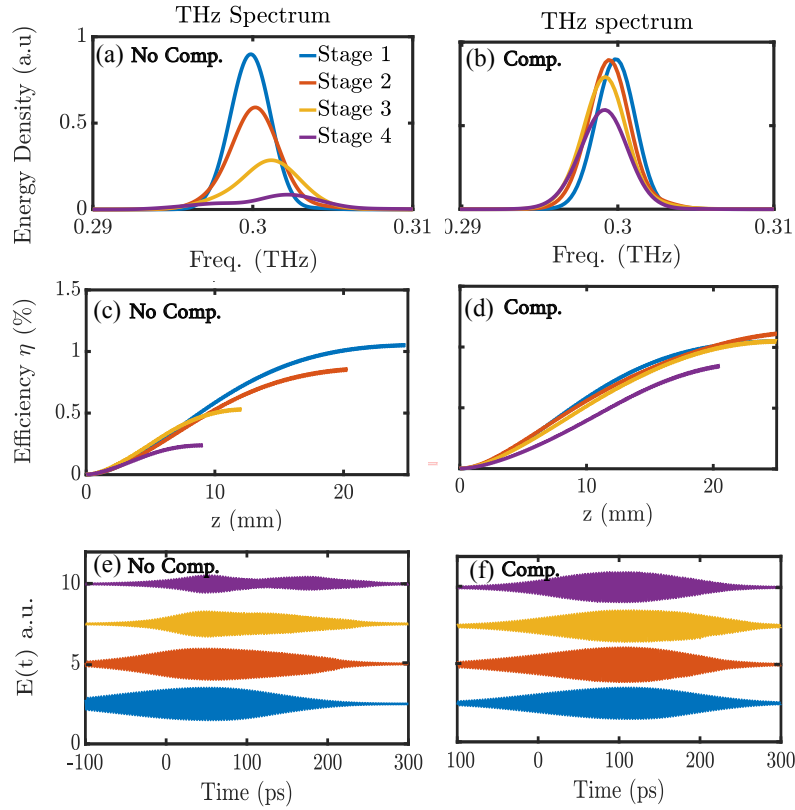 THz Spectrum
THz spectrum
Energy Density (a.u)
1
0.5
0
(a) No Comp.
Stage 1
Stage 2
Stage 3
Stage 4
0.29
0.3
0.31
Freq. (THz)
(b) Comp.
).29
0.3
0.31
Freq. (THz)
Efficiency η (%)
1.5
1
0.5
0
(c) No Comp.
0
10
20
z (mm)
(d) Comp.
0
10
20
z (mm)
E(t) a.u.
10
5
0
(e) No Comp.
-100
0
100
200
300
Time (ps)
(f) Comp.
100
0
100
200
300
Time (ps)